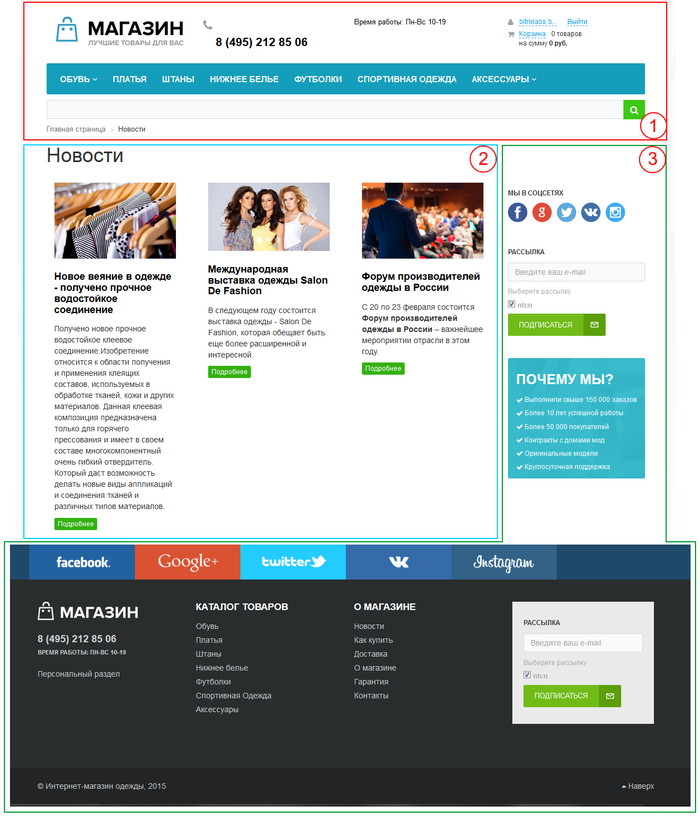 МАГАЗИН
ЛУЧШИЕ ТОВАРЫ ДЛЯ ВАС
8 (495) 212 85 06
Время работы: Пн-Вс 10-19
bitrixlabs b... Выйти
Корзина 0 товаров
на сумму 0 руб.
ОБУВЬ ПЛАТЬЯ ШТАНЫ НИЖНЕЕ БЕЛЬЕ ФУТБОЛКИ СПОРТИВНАЯ ОДЕЖДА АКСЕССУАРЫ
Главная страница › Новости
1
Новости
2
Новое веяние в одежде
- получено прочное
водостойкое
соединение
Получено новое прочное
водостойкое клеевое
соединение.Изобретение
относится к области получения
и применения клеящих
составов, используемых в
обработке тканей, кожи и других
материалов. Данная клеевая
композиция предназначена
только для горячего
прессования и имеет в своем
составе многокомпонентный
очень гибкий отвердитель.
Который даст возможность
делать новые виды аппликаций
и соединения тканей и
различных типов материалов.
Подробнее
Международная
выставка одежды Salon
De Fashion
В следующем году состоится
выставка одежды - Salon De
Fashion, которая обещает быть
еще более расширенной и
интересной.
Подробнее
Форум производителей
одежды в России
С 20 по 23 февраля состоится
Форум производителей
одежды в России – важнейшее
мероприятии отрасли в этом
году.
Подробнее
3
МЫ В СОЦСЕТЯХ
РАССЫЛКА
Введите ваш e-mail
Выберите рассылку
ntcn
ПОДПИСАТЬСЯ
ПОЧЕМУ МЫ?
Выполнили свыше 150 000 заказов
Более 10 лет успешной работы
Более 50 000 покупателей
Контракты с домами мод
Оригинальные модели
Круглосуточная поддержка
facebook. Google+ twitter VK Instagram
МАГАЗИН
8 (495) 212 85 06
ВРЕМЯ РАБОТЫ: ПН-ВС 10-19
Персональный раздел
КАТАЛОГ ТОВАРОВ
Обувь
Платья
Штаны
Нижнее белье
Футболки
Спортивная Одежда
Аксессуары
О МАГАЗИНЕ
Новости
Как купить
Доставка
О магазине
Гарантия
Контакты
РАССЫЛКА
Введите ваш e-mail
Выберите рассылку
ntcn
ПОДПИСАТЬСЯ
© Интернет-магазин одежды, 2015
Наверх